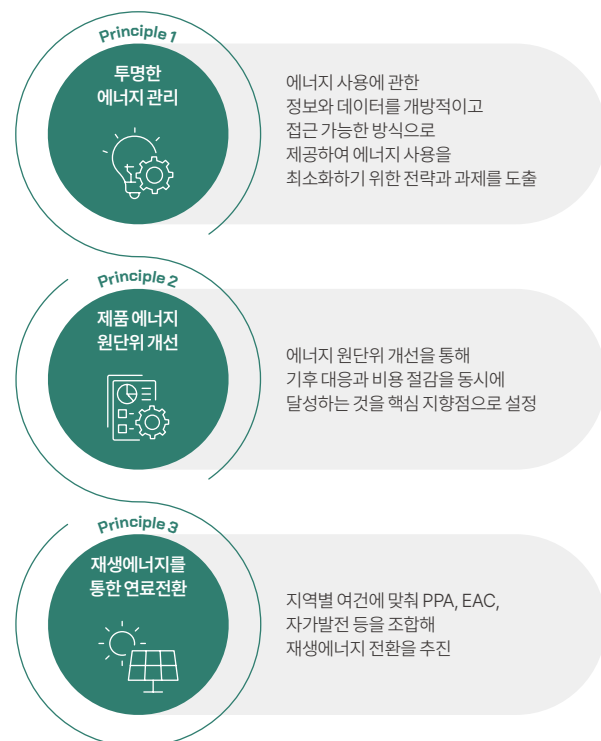 Principle 1
투명한
에너지 관리
에너지 사용에 관한
정보와 데이터를 개방적이고
접근 가능한 방식으로
제공하여 에너지 사용을
최소화하기 위한 전략과 과제를 도출
Principle 2
제품 에너지
원단위 개선
에너지 원단위 개선을 통해
기후 대응과 비용 절감을 동시에
달성하는 것을 핵심 지향점으로 설정
Principle 3
재생에너지를
통한 연료전환
지역별 여건에 맞춰 PPA, EAC,
자가발전 등을 조합해
재생에너지 전환을 추진